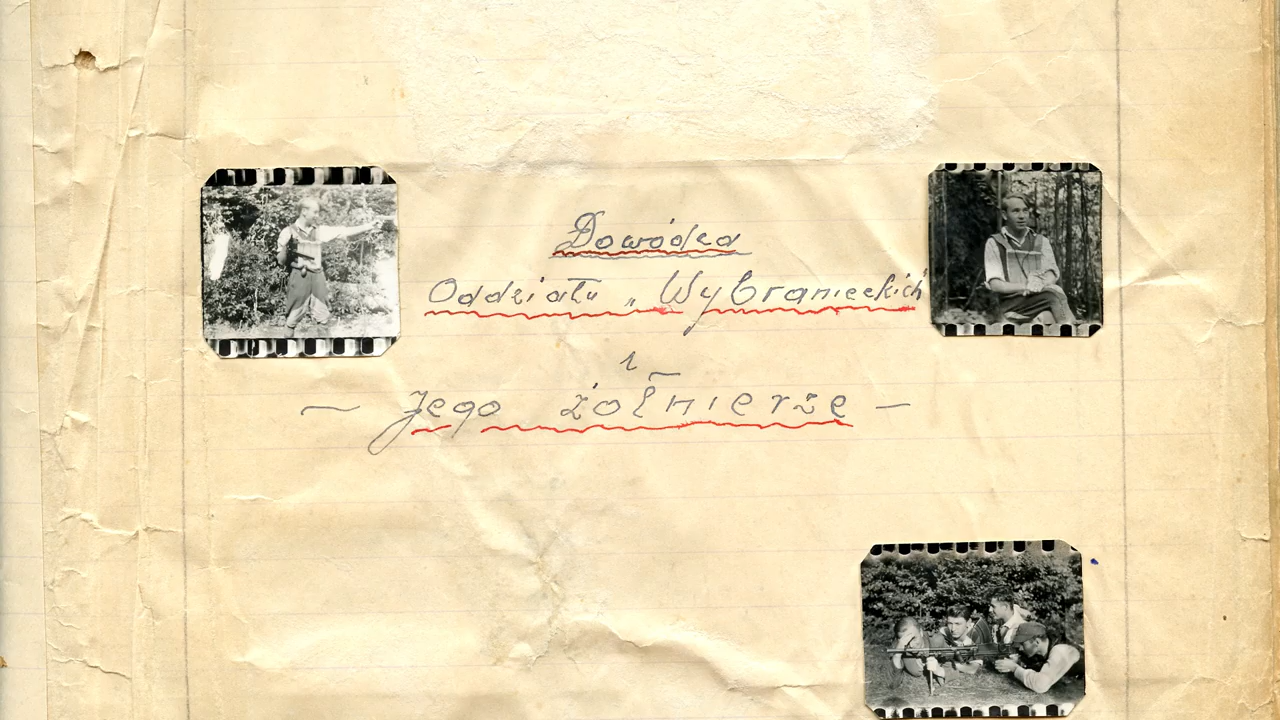 Dowódca
Oddziału „Wybranieckich"
i
— Jego żołnierze —